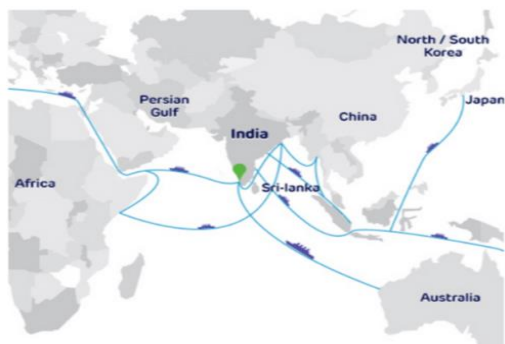 North / South
Korea
Persian
Gulf
Japan
China
India
Africa
Sri-lanka
Australia